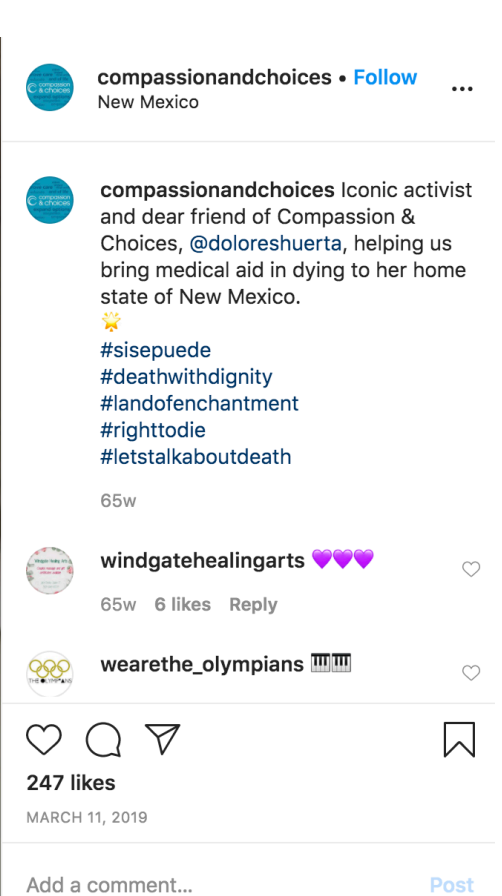 compassionandchoices • Follow
New Mexico
compassion
& choices
compassionandchoices Iconic activist
and dear friend of Compassion &
Choices, @doloreshuerta, helping us
bring medical aid in dying to her home
state of New Mexico.
#sisepuede
#deathwithdignity
#landofenchantment
#righttodie
#letstalkaboutdeath
65w
windgatehealingarts 💜💜💜
65w 6 likes Reply
wearethe_olympians 🎹🎹
247 likes
MARCH 11, 2019
Add a comment... Post